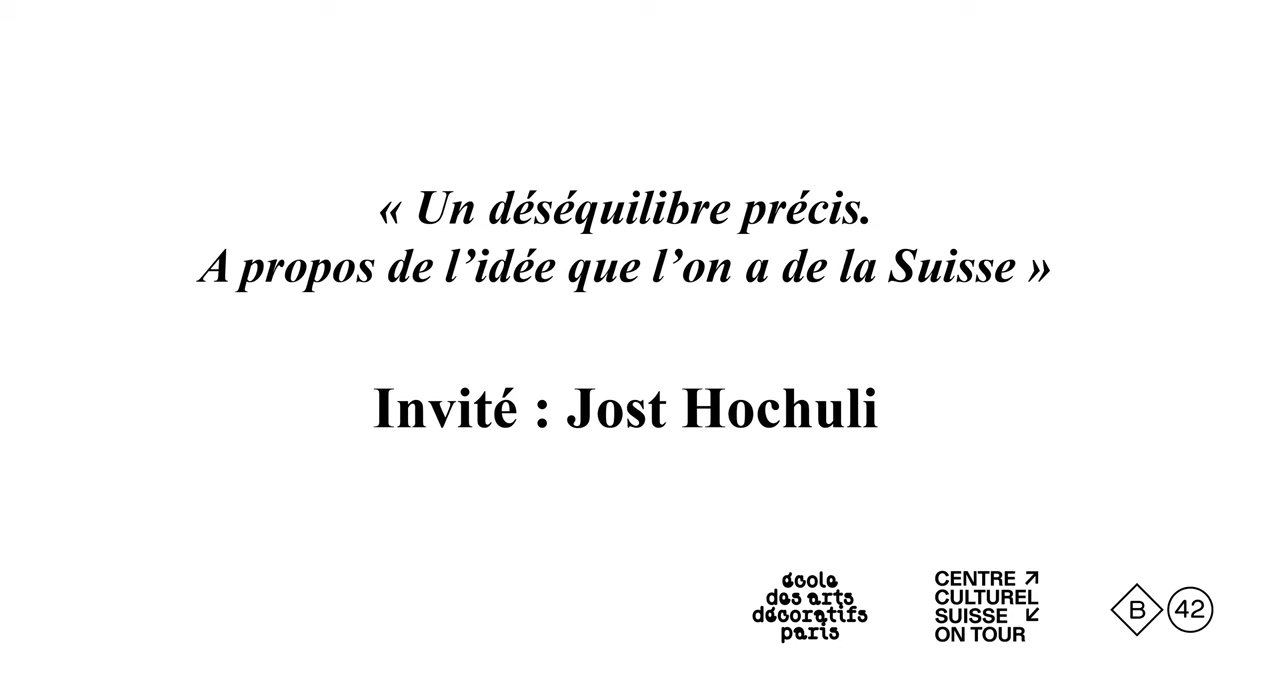 « Un déséquilibre précis.
A propos de l’idée que l’on a de la Suisse »
Invité : Jost Hochuli
école
des arts
décoratifs
paris
CENTRE ↗
CULTUREL
SUISSE ↙
ON TOUR
B 42